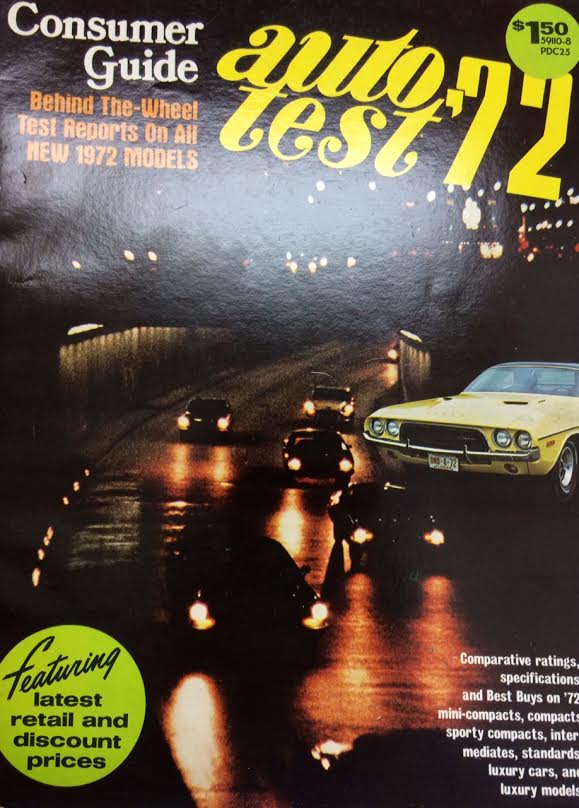 Consumer
Guide
auto
test '72
$1.50
59110-8
PDC25
Behind The-Wheel
Test Reports On All
NEW 1972 MODELS
Featuring
latest
retail and
discount
prices
Comparative ratings,
specifications
and Best Buys on '72
mini-compacts, compacts
sporty compacts, inter
mediates, standards
luxury cars, and
luxury models